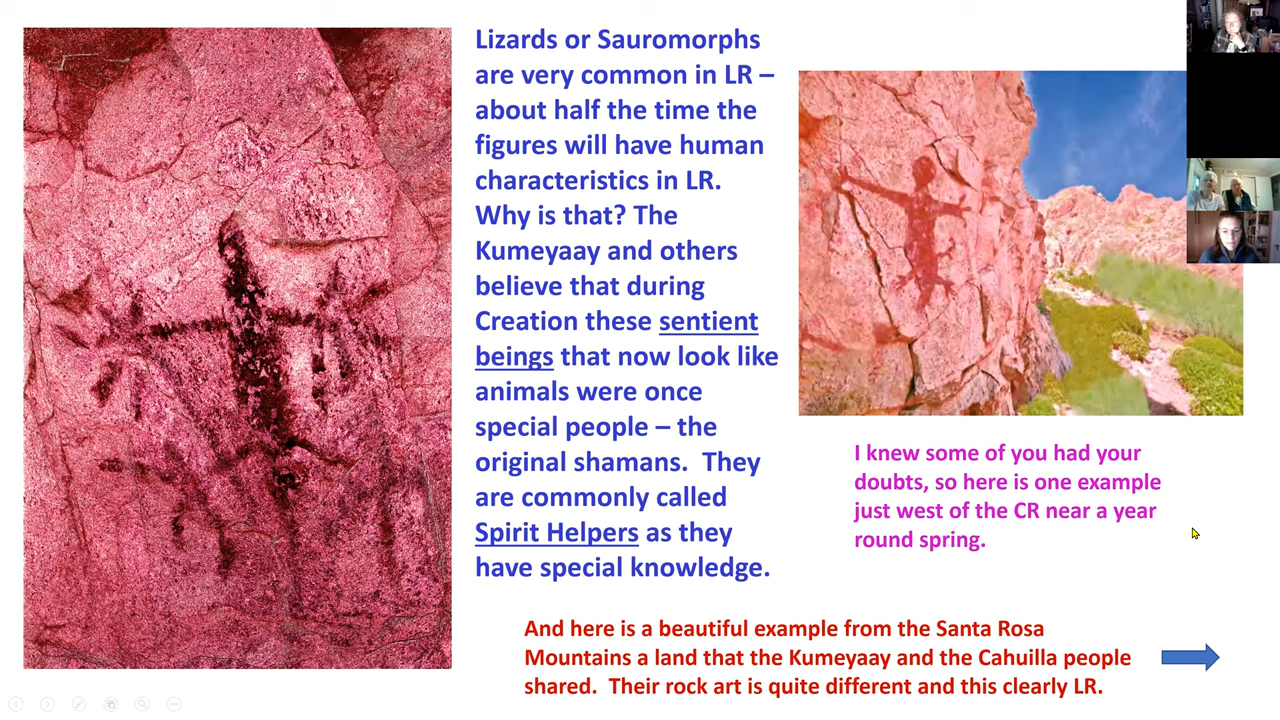 Lizards or Sauromorphs
are very common in LR –
about half the time the
figures will have human
characteristics in LR.
Why is that? The
Kumeyaay and others
believe that during
Creation these sentient
beings that now look like
animals were once
special people – the
original shamans.  They
are commonly called
Spirit Helpers as they
have special knowledge.
I knew some of you had your
doubts, so here is one example
just west of the CR near a year
round spring.
And here is a beautiful example from the Santa Rosa
Mountains a land that the Kumeyaay and the Cahuilla people
shared.  Their rock art is quite different and this clearly LR.